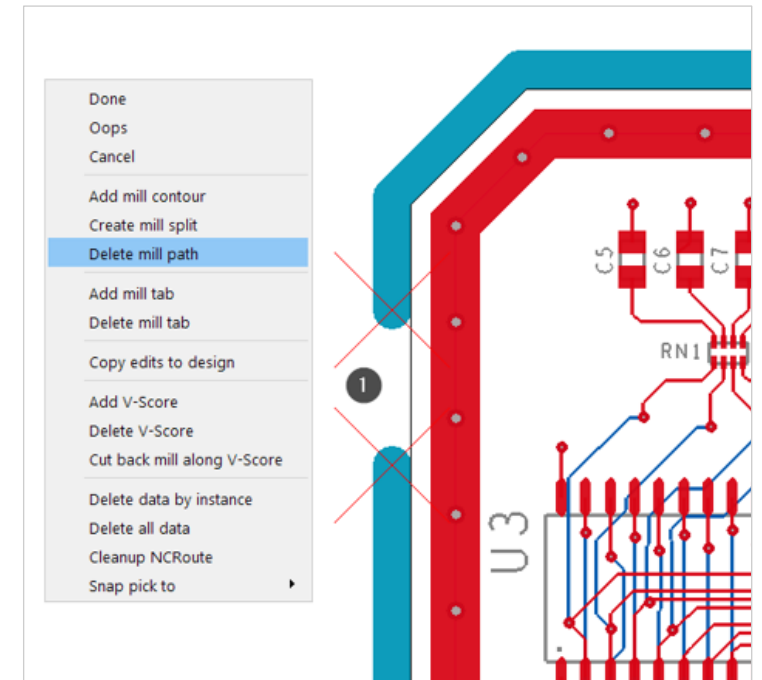 Done
Oops
Cancel
Add mill contour
Create mill split
Delete mill path
Add mill tab
Delete mill tab
Copy edits to design
Add V-Score
Delete V-Score
Cut back mill along V-Score
Delete data by instance
Delete all data
Cleanup NCRoute
Snap pick to
1
C5
C6
C7
RN1
U3